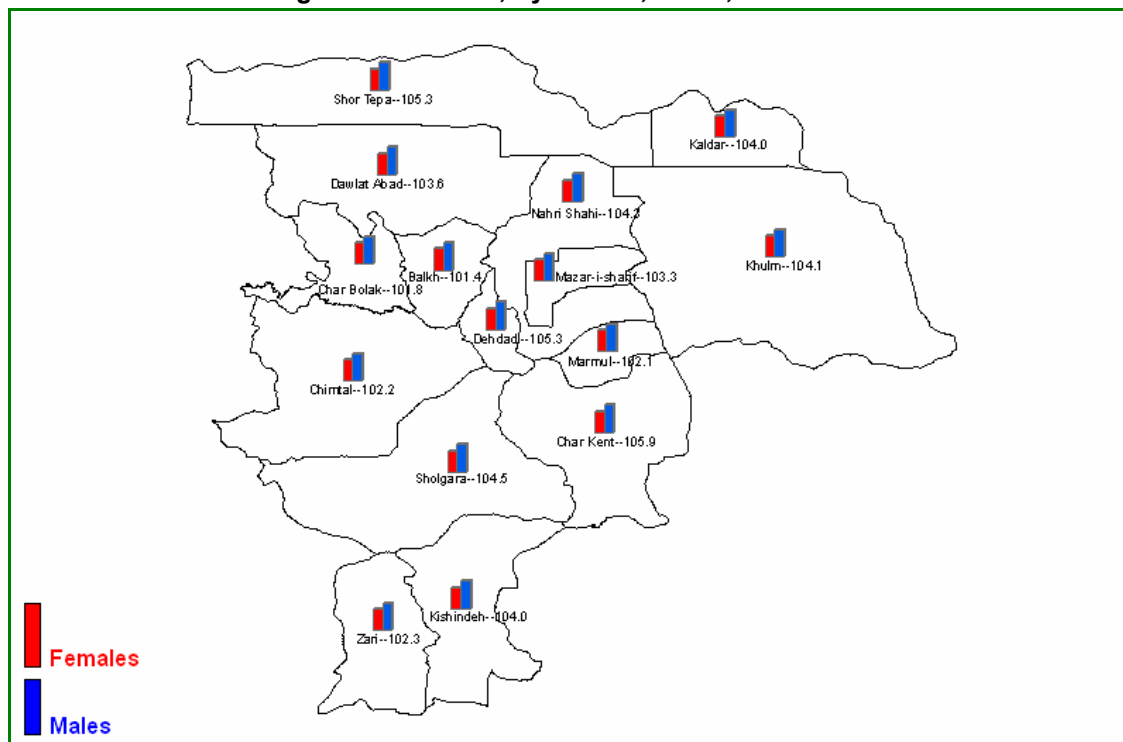 Shor Tepa--105.3
Kaldar--104.0
Dawlat Abad--103.6
Nahri Shahi--104.3
Khulm--104.1
Balkh--101.4
Mazar-i-sharif--103.3
Char Bolak--101.8
Dehdadi--105.3
Marmul--102.1
Chimtal--102.2
Char Kent--105.9
Sholgara--104.5
Kishindeh--104.0
Zari--102.3
Females
Males